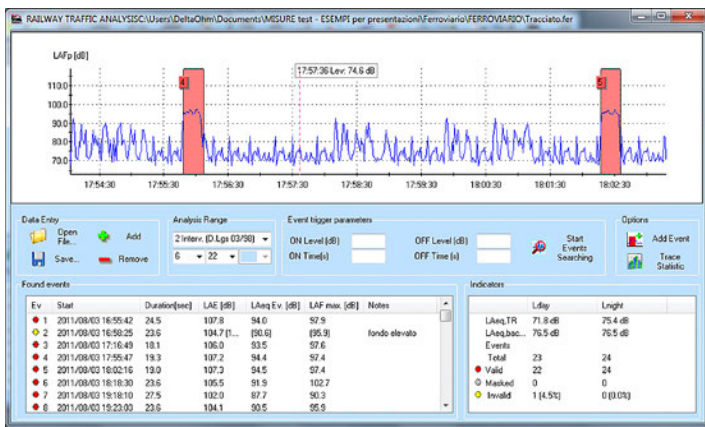 RAILWAY TRAFFIC ANALYSISC:\Users\DeltaOhm\Documents\MISURE test - ESEMPI per presentazioni\Ferroviario\FERROVIARIO\Tracciato.fer
LAFp [dB]
17:57:36 Lev: 74.6 dB
4
5
110.0
100.0
90.0
80.0
70.0
17:54:30 17:55:30 17:56:30 17:57:30 17:58:30 17:59:30 18:00:30 18:01:30 18:02:30
Data Entry
Open File...
Add
Save...
Remove
Analysis Range
2 Interv. (D.Lgs 03/98)
6 22
Event trigger parameters
ON Level (dB) OFF Level (dB)
ON Time(s) OFF Time (s)
Start Events Searching
Options
Add Event
Trace Statistic
Found events
Ev Start Duration[sec] LAE [dB] LAeq Ev. [dB] LAF max. [dB] Notes
1 2011/08/03 16:55:42 24.5 107.8 94.0 97.9
2 2011/08/03 16:58:25 23.6 104.7 (1... (90.6) (95.9) fondo elevato
3 2011/08/03 17:16:49 18.1 106.0 93.5 97.6
4 2011/08/03 17:55:47 19.3 107.2 94.4 97.4
5 2011/08/03 18:02:16 19.0 107.3 94.5 97.4
6 2011/08/03 18:18:30 23.6 105.5 91.9 102.7
7 2011/08/03 19:18:10 27.5 102.0 87.7 90.3
8 2011/08/03 19:23:03 23.6 104.1 90.5 95.9
Indicators
Lday Lnight
LAeq,TR 71.8 dB 75.4 dB
LAeq,bac... 76.5 dB 76.5 dB
Events
Total 23 24
Valid 22 24
Masked 0 0
Invalid 1 (4.5%) 0 (0.0%)